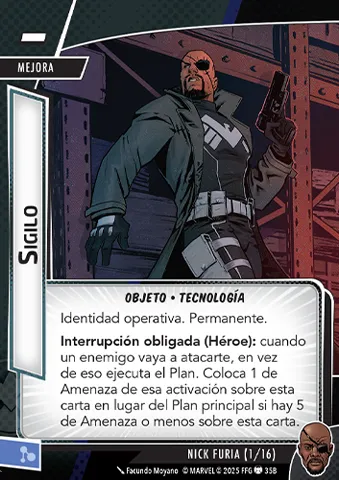 MEJORA
SIGILO
OBJETO • TECNOLOGÍA
Identidad operativa. Permanente.
Interrupción obligada (Héroe): cuando
un enemigo vaya a atacarte, en vez
de eso ejecuta el Plan. Coloca 1 de
Amenaza de esa activación sobre esta
carta en lugar del Plan principal si hay 5
de Amenaza o menos sobre esta carta.
NICK FURIA (1/16)
Facundo Moyano © MARVEL © 2025 FFG 35B